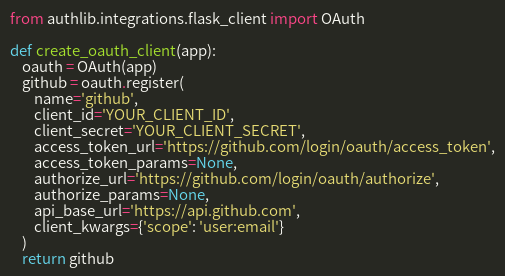 from authlib.integrations.flask_client import OAuth

def create_oauth_client(app):
    oauth = OAuth(app)
    github = oauth.register(
        name='github',
        client_id='YOUR_CLIENT_ID',
        client_secret='YOUR_CLIENT_SECRET',
        access_token_url='https://github.com/login/oauth/access_token',
        access_token_params=None,
        authorize_url='https://github.com/login/oauth/authorize',
        authorize_params=None,
        api_base_url='https://api.github.com',
        client_kwargs={'scope': 'user:email'}
    )
    return github